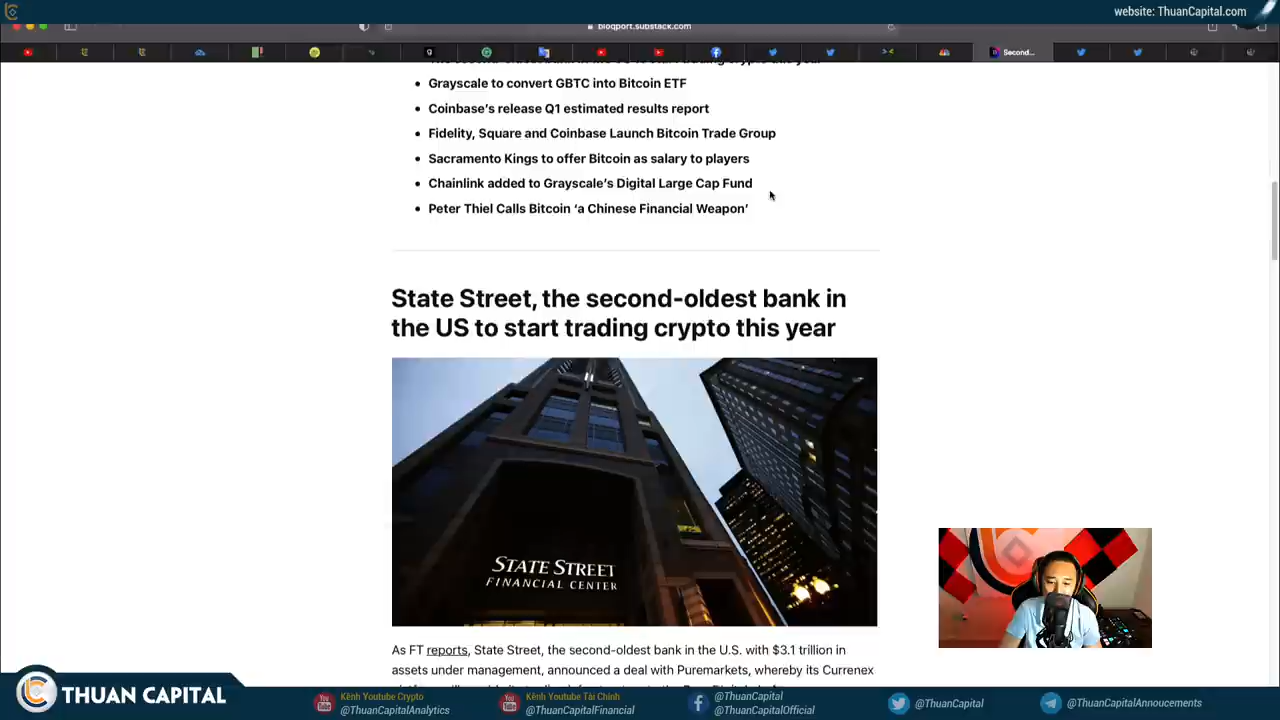 website: ThuanCapital.com
blogport.substack.com
Second...
Grayscale to convert GBTC into Bitcoin ETF
Coinbase's release Q1 estimated results report
Fidelity, Square and Coinbase Launch Bitcoin Trade Group
Sacramento Kings to offer Bitcoin as salary to players
Chainlink added to Grayscale's Digital Large Cap Fund
Peter Thiel Calls Bitcoin 'a Chinese Financial Weapon'
State Street, the second-oldest bank in
the US to start trading crypto this year
STATE STREET
FINANCIAL CENTER
As FT reports, State Street, the second-oldest bank in the U.S. with $3.1 trillion in
assets under management, announced a deal with Puremarkets, whereby its Currenex
THUAN CAPITAL
Kênh Youtube Crypto
@ThuanCapitalAnalytics
Kênh Youtube Tài Chính
@ThuanCapitalFinancial
@ThuanCapital
@ThuanCapitalOfficial
@ThuanCapital
@ThuanCapitalAnnoucements